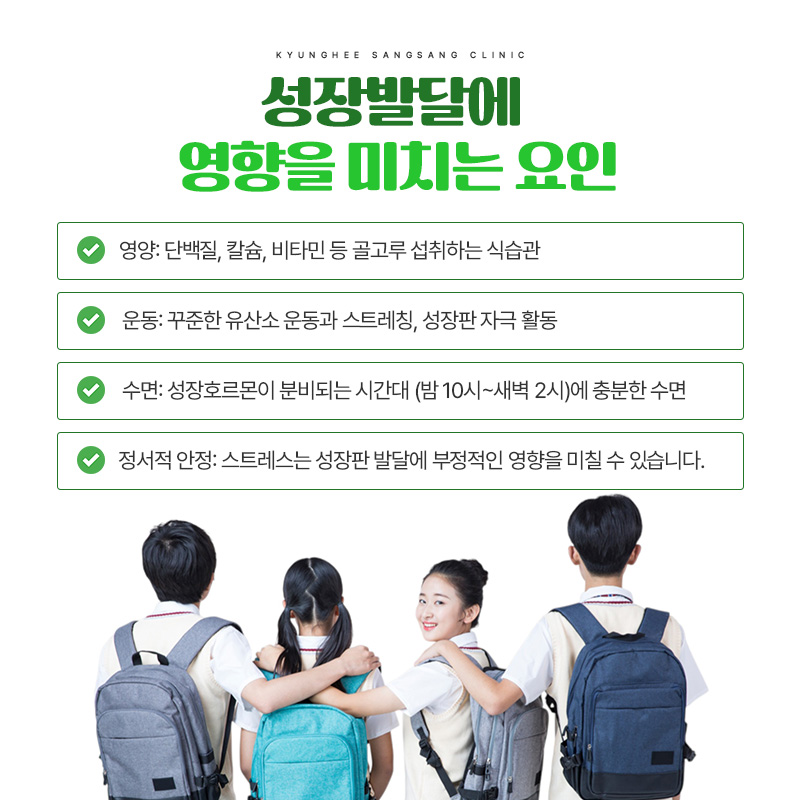 KYUNGHEE SANGSANG CLINIC
성장발달에
영향을 미치는 요인
영양: 단백질, 칼슘, 비타민 등 골고루 섭취하는 식습관
운동: 꾸준한 유산소 운동과 스트레칭, 성장판 자극 활동
수면: 성장호르몬이 분비되는 시간대 (밤 10시~새벽 2시)에 충분한 수면
정서적 안정: 스트레스는 성장판 발달에 부정적인 영향을 미칠 수 있습니다.